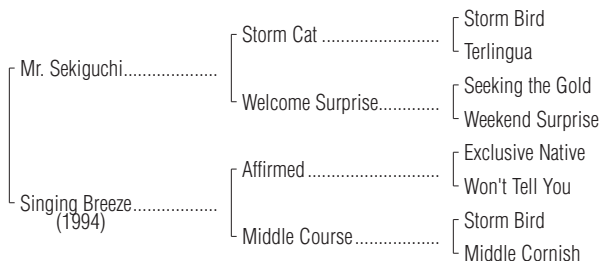 Storm Bird
Storm Cat ....................
Terlingua
Mr. Sekiguchi....................
Seeking the Gold
Welcome Surprise.............
Weekend Surprise
Exclusive Native
Affirmed ......................
Won't Tell You
Singing Breeze..................
(1994)
Storm Bird
Middle Course..................
Middle Cornish